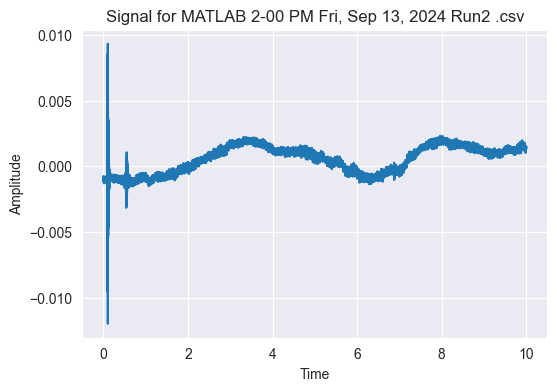 Signal for MATLAB 2-00 PM Fri, Sep 13, 2024 Run2 .csv
0.010
0.005
0.000
−0.005
−0.010
Amplitude
0 2 4 6 8 10
Time